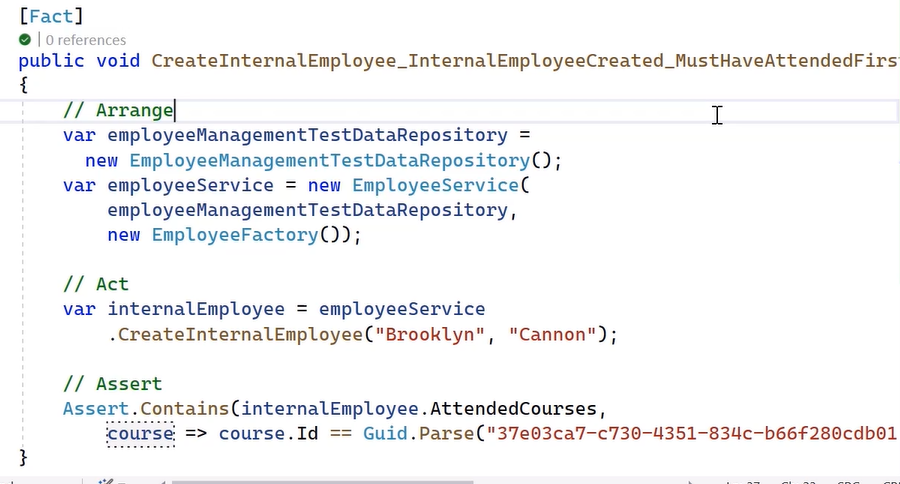 [Fact]
| 0 references
public void CreateInternalEmployee_InternalEmployeeCreated_MustHaveAttendedFirs
{
// Arrange
var employeeManagementTestDataRepository =
new EmployeeManagementTestDataRepository();
var employeeService = new EmployeeService(
employeeManagementTestDataRepository,
new EmployeeFactory());
// Act
var internalEmployee = employeeService
.CreateInternalEmployee("Brooklyn", "Cannon");
// Assert
Assert.Contains(internalEmployee.AttendedCourses,
course => course.Id == Guid.Parse("37e03ca7-c730-4351-834c-b66f280cdb01
}